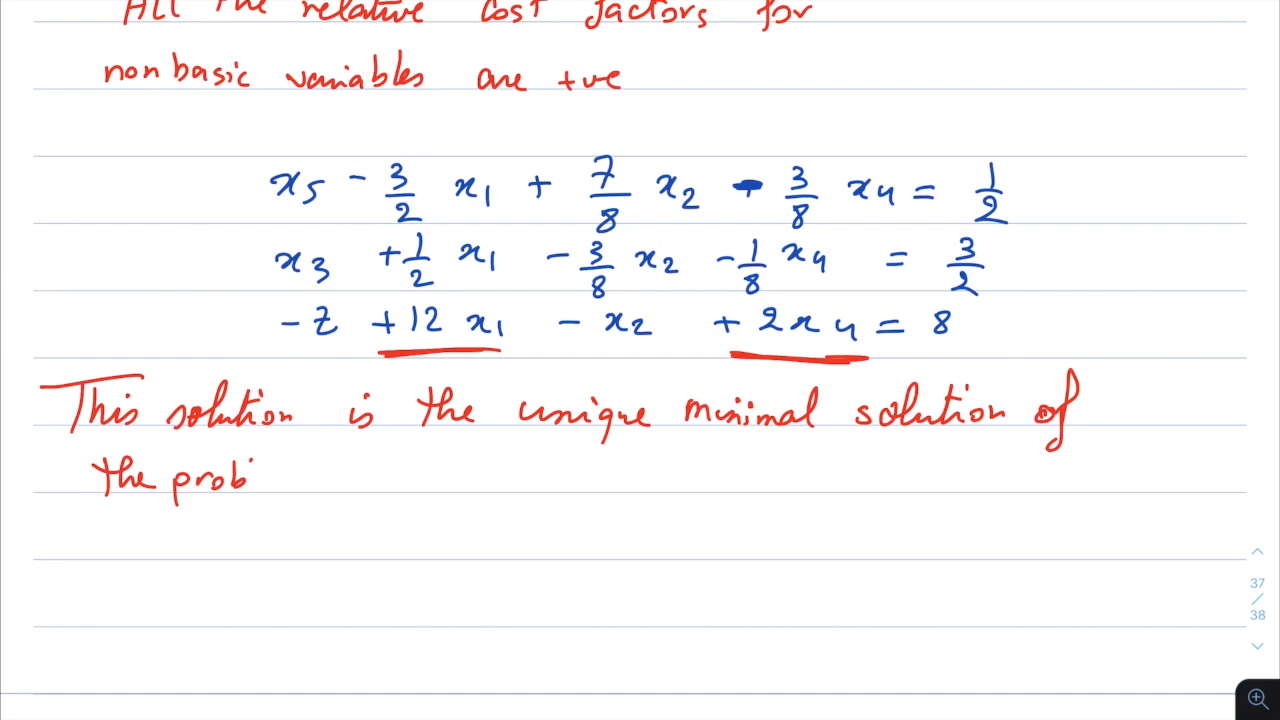 All the relative cost factors for
nonbasic variables are +ve
x5 - 3/2 x1 + 7/8 x2 - 3/8 x4 = 1/2
x3 + 1/2 x1 - 3/8 x2 - 1/8 x4 = 3/2
- Z + 12 x1 - x2 + 2x4 = 8
This solution is the unique minimal solution of
the prob
37
/
38